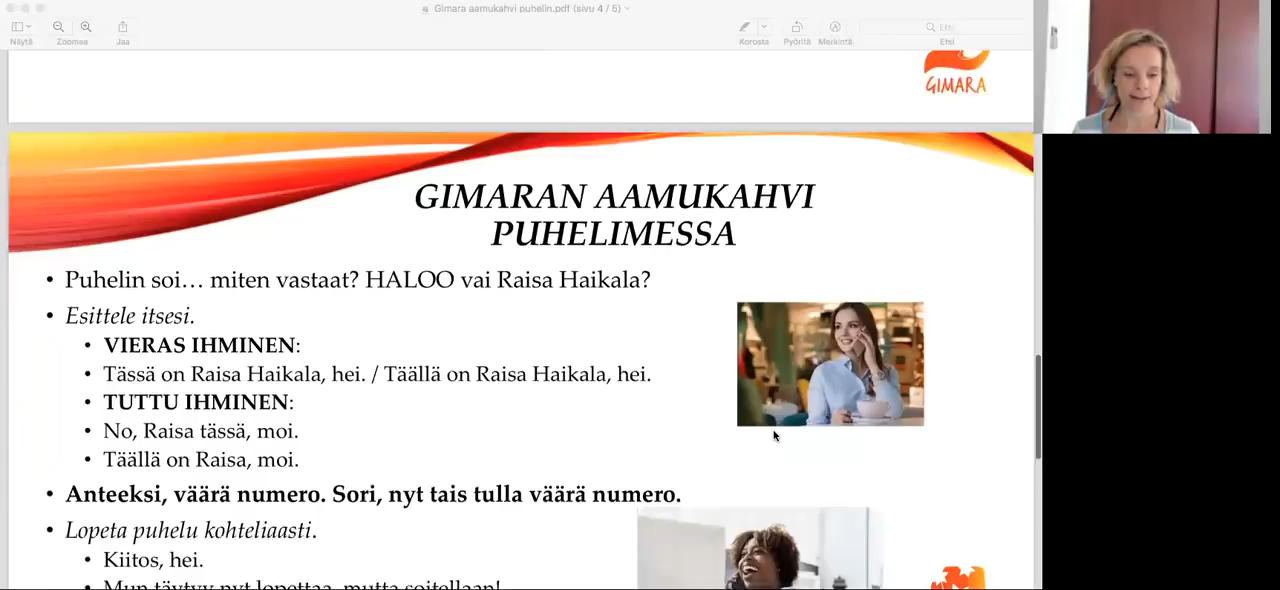 Gimara aamukahvi puhelin.pdf (sivu 4 / 5)
Näytä Zoomaa Jaa Korosta Pyöritä Merkintä Etsi
Etsi
GIMARA
GIMARAN AAMUKAHVI
PUHELIMESSA
• Puhelin soi… miten vastaat? HALOO vai Raisa Haikala?
• Esittele itsesi.
• VIERAS IHMINEN:
• Tässä on Raisa Haikala, hei. / Täällä on Raisa Haikala, hei.
• TUTTU IHMINEN:
• No, Raisa tässä, moi.
• Täällä on Raisa, moi.
• Anteeksi, väärä numero. Sori, nyt tais tulla väärä numero.
• Lopeta puhelu kohteliaasti.
• Kiitos, hei.
• Mun täytyy nyt lopettaa, mutta soitellaan!